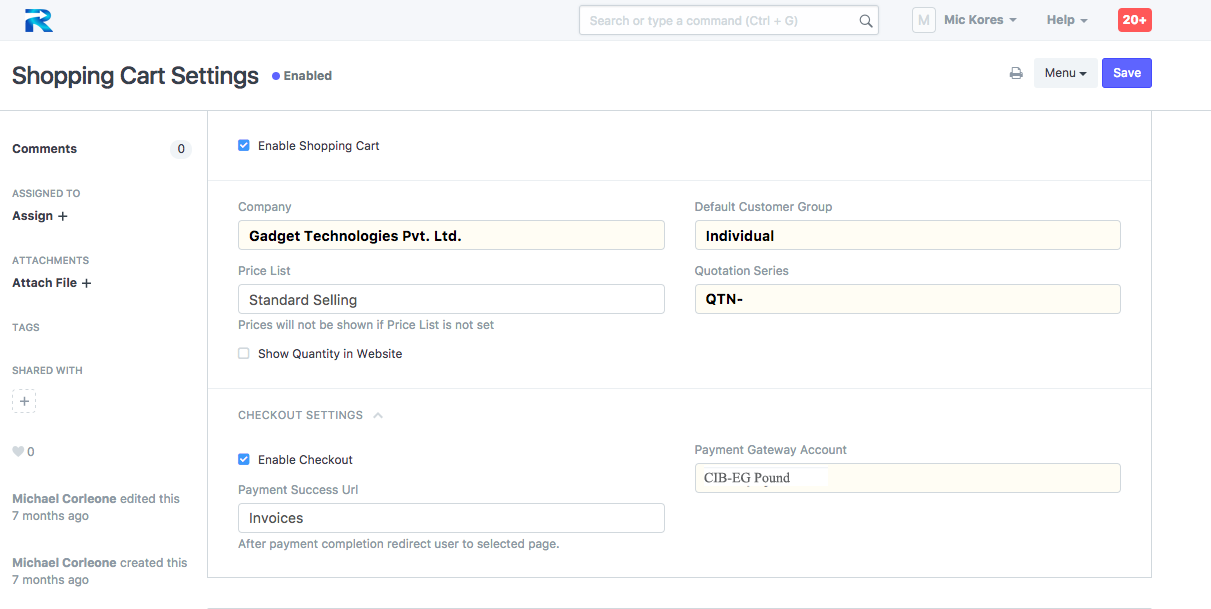 Search or type a command (Ctrl + G)
M
Mic Kores
Help
20+
Shopping Cart Settings
Enabled
Menu
Save
Comments
0
ASSIGNED TO
Assign +
ATTACHMENTS
Attach File +
TAGS
SHARED WITH
+
0
Michael Corleone edited this
7 months ago
Michael Corleone created this
7 months ago
Enable Shopping Cart
Company
Gadget Technologies Pvt. Ltd.
Default Customer Group
Individual
Price List
Standard Selling
Prices will not be shown if Price List is not set
Quotation Series
QTN-
Show Quantity in Website
CHECKOUT SETTINGS
Enable Checkout
Payment Success Url
Invoices
After payment completion redirect user to selected page.
Payment Gateway Account
CIB-EG Pound